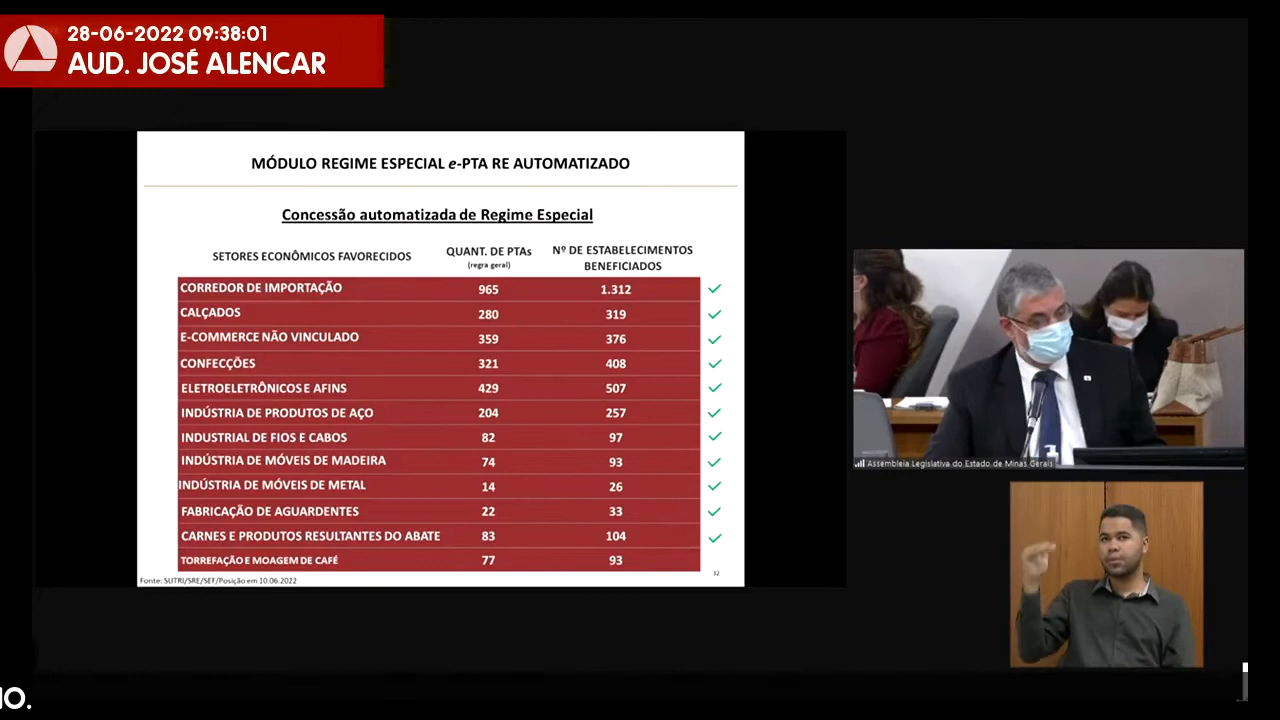 28-06-2022 09:38:01
AUD. JOSÉ ALENCAR
MÓDULO REGIME ESPECIAL e-PTA RE AUTOMATIZADO
Concessão automatizada de Regime Especial
SETORES ECONÔMICOS FAVORECIDOS QUANT. DE PTAs (regra geral) Nº DE ESTABELECIMENTOS BENEFICIADOS
CORREDOR DE IMPORTAÇÃO 965 1.312
CALÇADOS 280 319
E-COMMERCE NÃO VINCULADO 359 376
CONFECÇÕES 321 408
ELETROELETRÔNICOS E AFINS 429 507
INDÚSTRIA DE PRODUTOS DE AÇO 204 257
INDUSTRIAL DE FIOS E CABOS 82 97
INDÚSTRIA DE MÓVEIS DE MADEIRA 74 93
INDÚSTRIA DE MÓVEIS DE METAL 14 26
FABRICAÇÃO DE AGUARDENTES 22 33
CARNES E PRODUTOS RESULTANTES DO ABATE 83 104
TORREFAÇÃO E MOAGEM DE CAFÉ 77 93
32
Fonte: SUTRI/SRE/SEF/Posição em 10.06.2022
Assembleia Legislativa do Estado de Minas Gerais
IO.